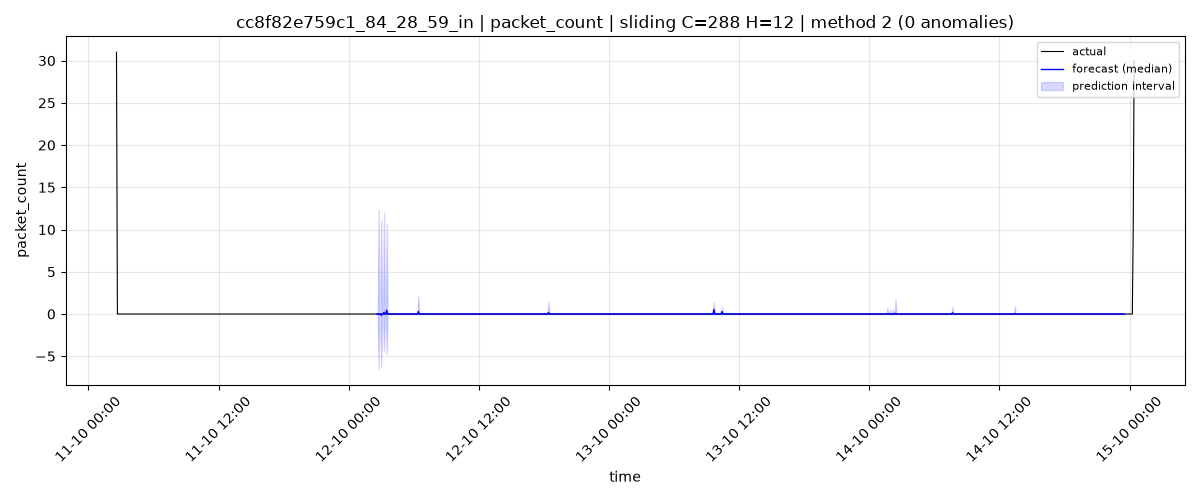 cc8f82e759c1_84_28_59_in | packet_count | sliding C=288 H=12 | method 2 (0 anomalies)
actual
forecast (median)
prediction interval
packet_count
30
25
20
15
10
5
0
−5
11-10 00:00
11-10 12:00
12-10 00:00
12-10 12:00
13-10 00:00
13-10 12:00
14-10 00:00
14-10 12:00
15-10 00:00
time